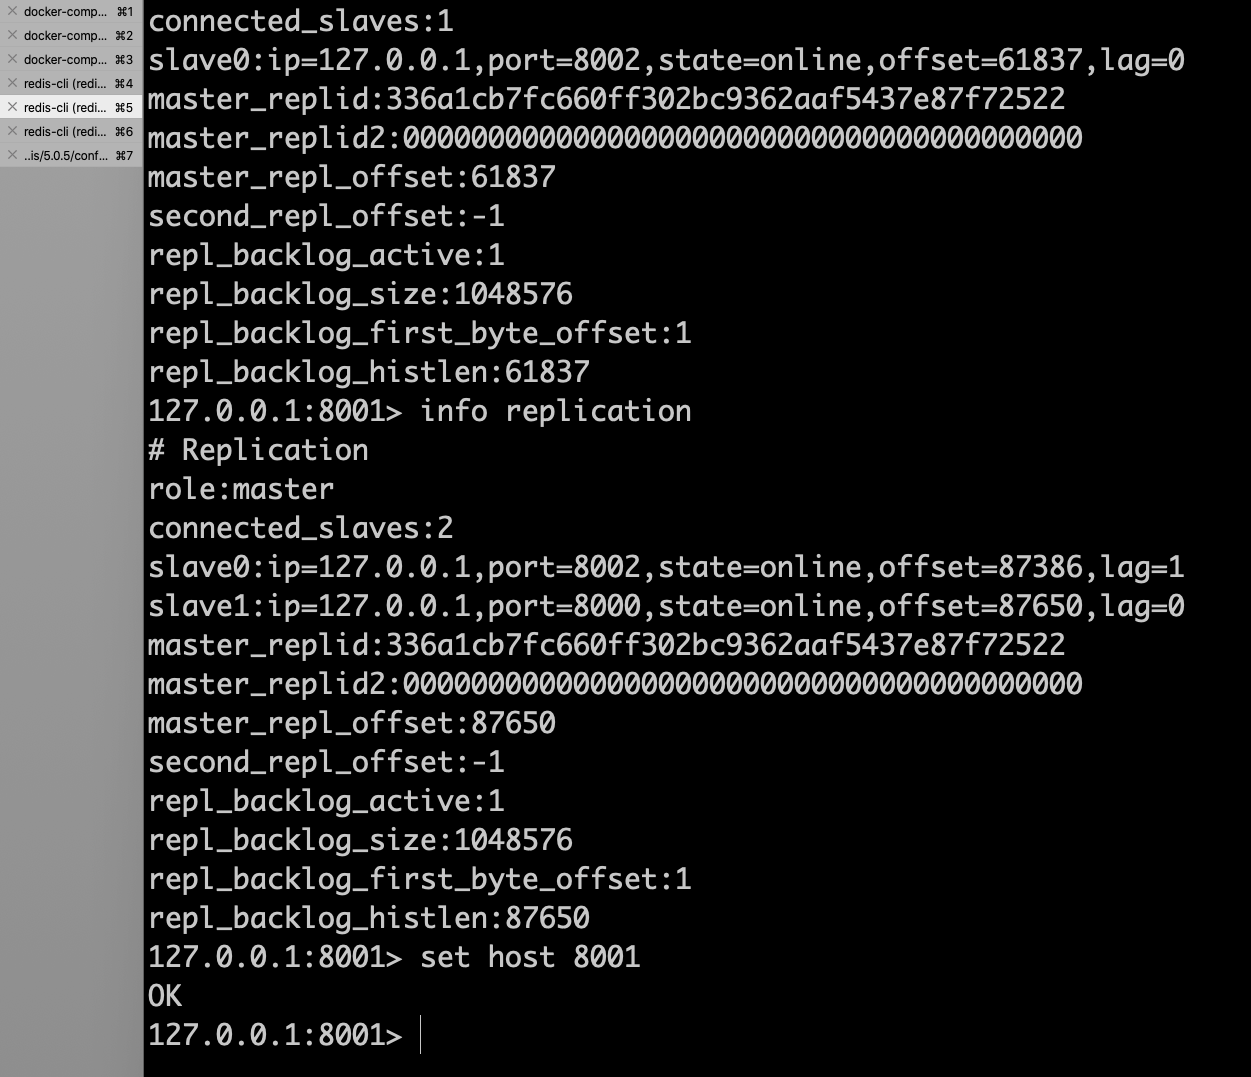 docker-comp... ⌘1
docker-comp... ⌘2
docker-comp... ⌘3
redis-cli (redi... ⌘4
redis-cli (redi... ⌘5
redis-cli (redi... ⌘6
..is/5.0.5/conf... ⌘7
connected_slaves:1
slave0:ip=127.0.0.1,port=8002,state=online,offset=61837,lag=0
master_replid:336a1cb7fc660ff302bc9362aaf5437e87f72522
master_replid2:0000000000000000000000000000000000000000
master_repl_offset:61837
second_repl_offset:-1
repl_backlog_active:1
repl_backlog_size:1048576
repl_backlog_first_byte_offset:1
repl_backlog_histlen:61837
127.0.0.1:8001> info replication
# Replication
role:master
connected_slaves:2
slave0:ip=127.0.0.1,port=8002,state=online,offset=87386,lag=1
slave1:ip=127.0.0.1,port=8000,state=online,offset=87650,lag=0
master_replid:336a1cb7fc660ff302bc9362aaf5437e87f72522
master_replid2:0000000000000000000000000000000000000000
master_repl_offset:87650
second_repl_offset:-1
repl_backlog_active:1
repl_backlog_size:1048576
repl_backlog_first_byte_offset:1
repl_backlog_histlen:87650
127.0.0.1:8001> set host 8001
OK
127.0.0.1:8001>